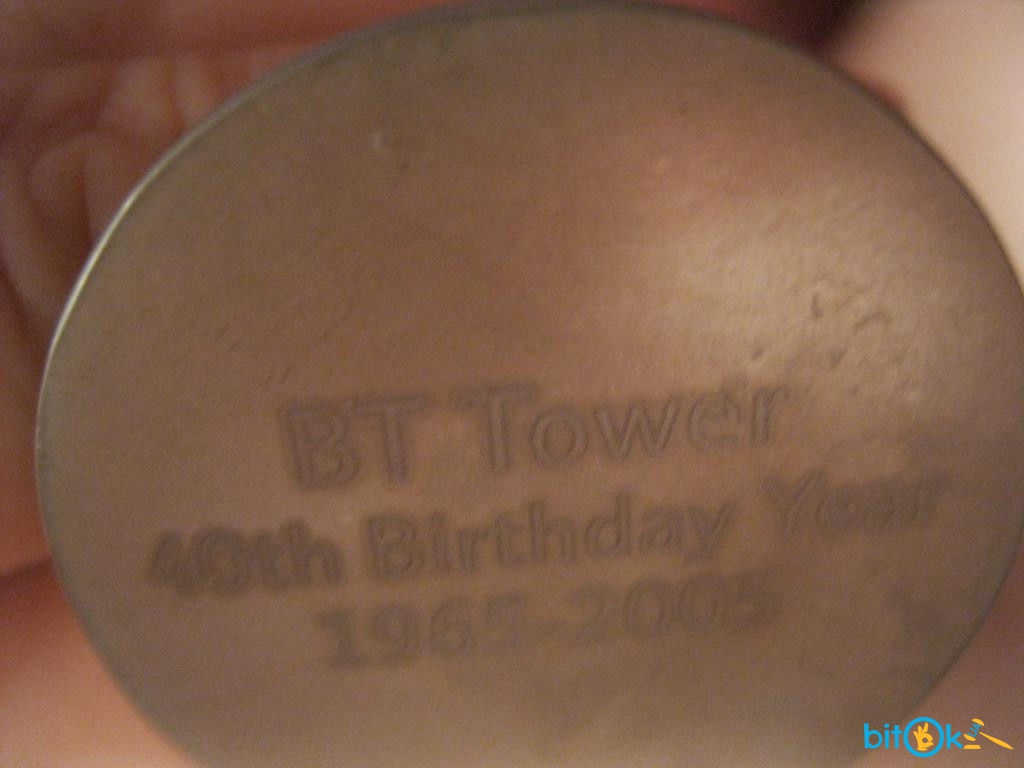 BT Tower
40th Birthday Year
1965-2005
bitOk